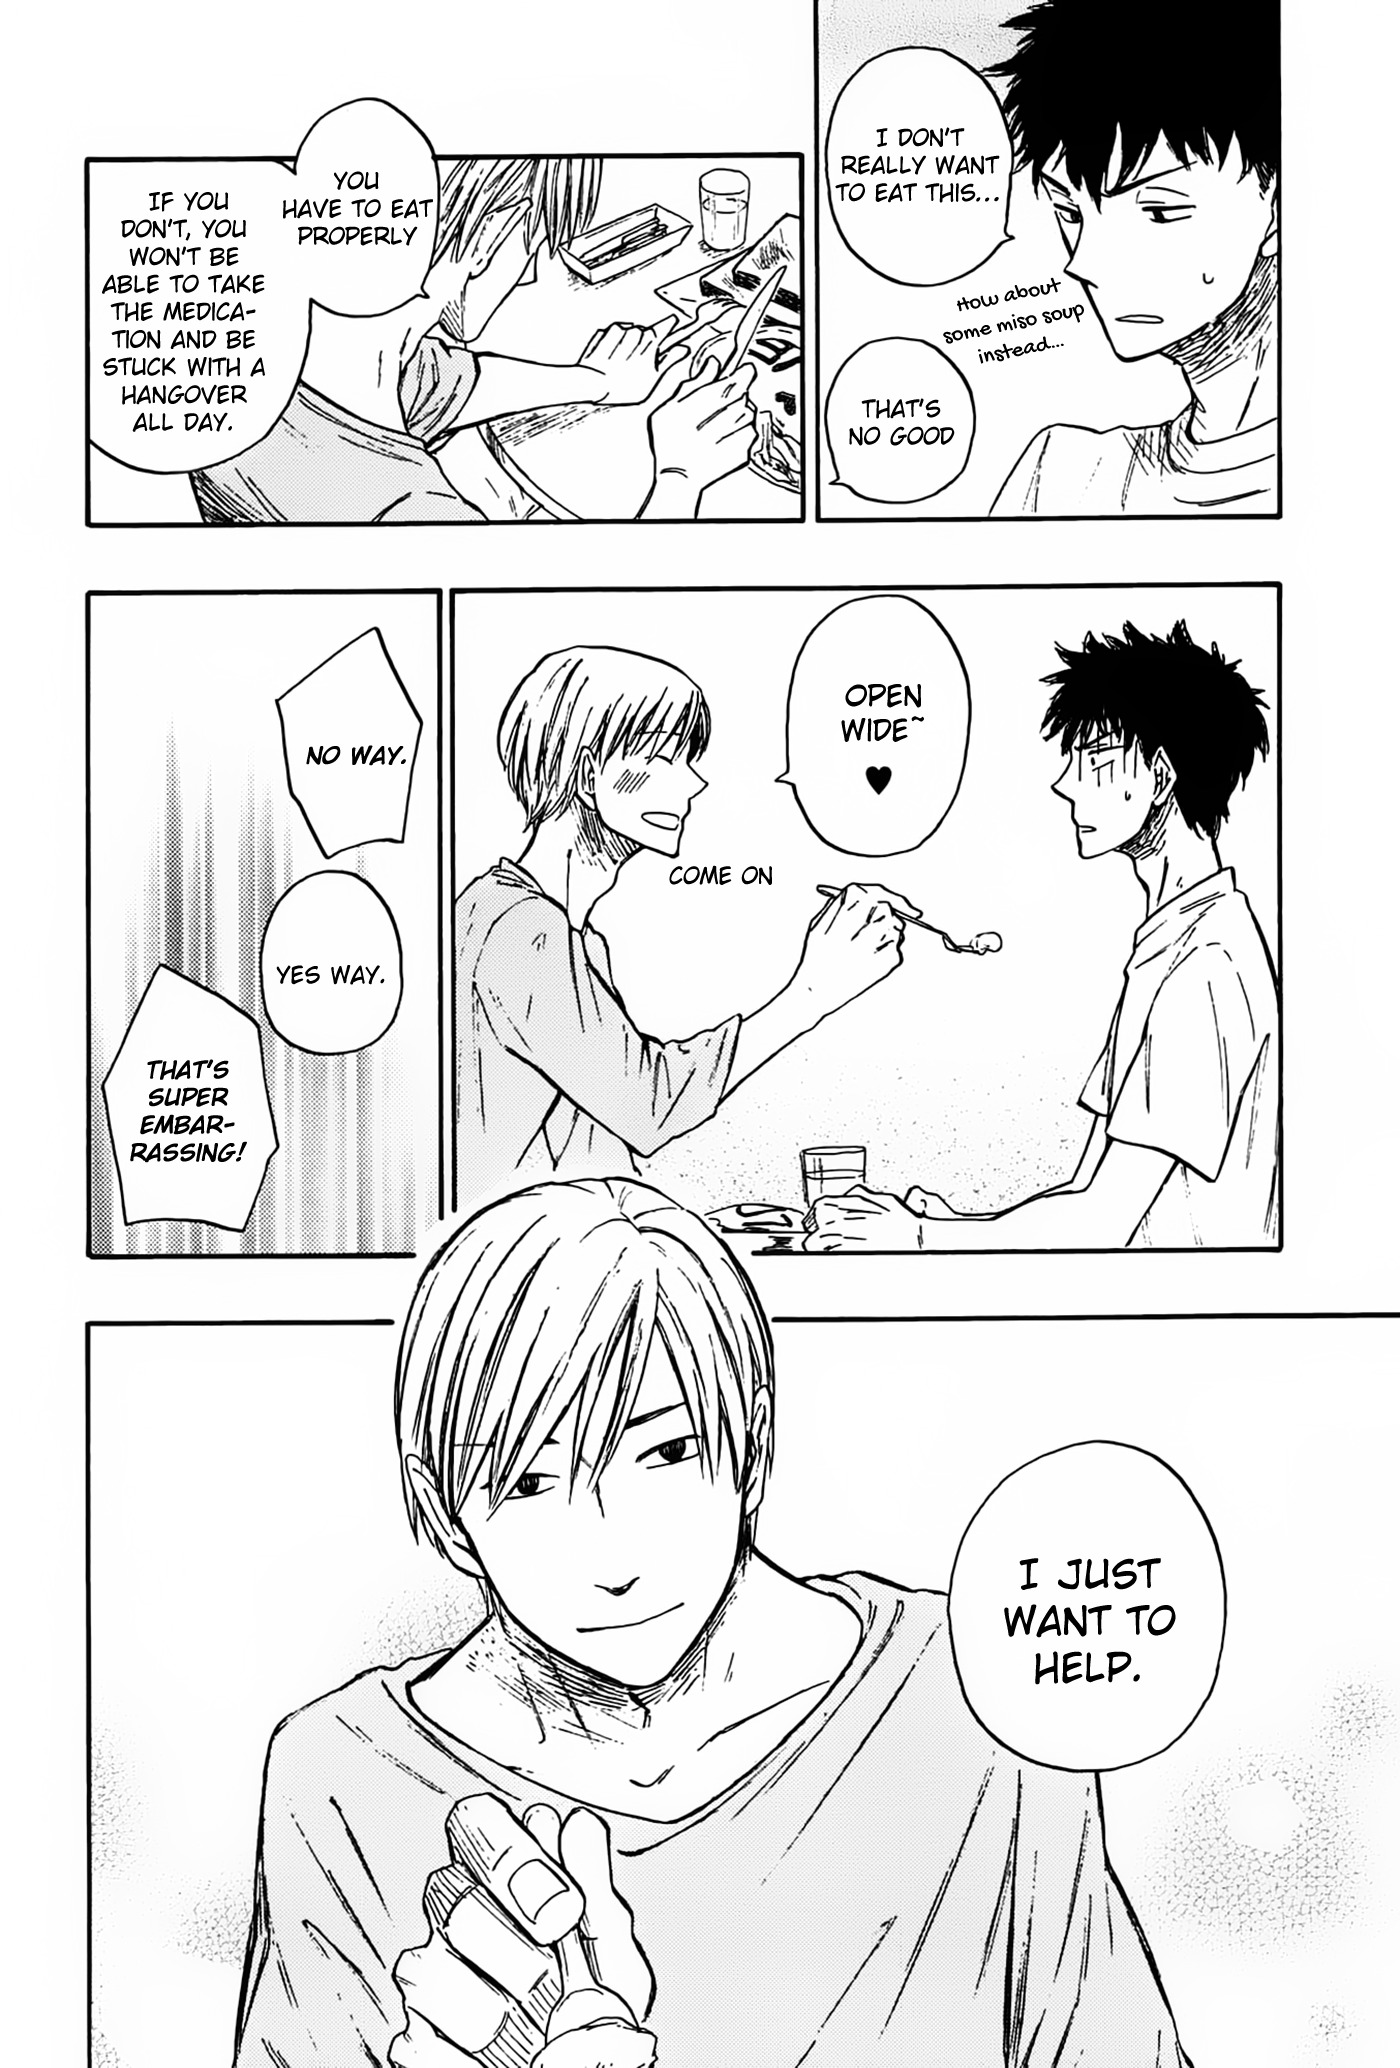 I DON'T
REALLY WANT
TO EAT THIS...
How about
some miso soup
instead...
THAT'S
NO GOOD
YOU
HAVE TO EAT
PROPERLY
IF YOU
DON'T, YOU
WON'T BE
ABLE TO TAKE
THE MEDICA-
TION AND BE
STUCK WITH A
HANGOVER
ALL DAY.
OPEN
WIDE~
♥
COME ON
NO WAY.
YES WAY.
THAT'S
SUPER
EMBAR-
RASSING!
I JUST
WANT TO
HELP.